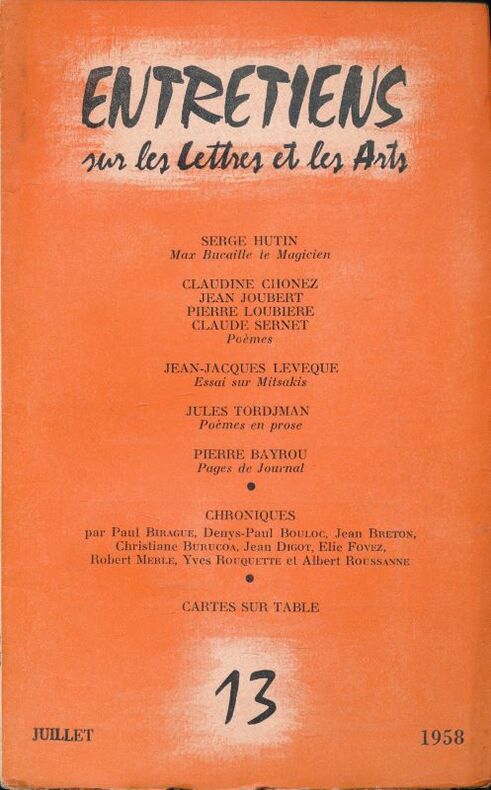 ENTRETIENS
sur les Lettres et les Arts
SERGE HUTIN
Max Bucaille le Magicien
CLAUDINE CHONEZ
JEAN JOUBERT
PIERRE LOUBIERE
CLAUDE SERNET
Poèmes
JEAN-JACQUES LEVEQUE
Essai sur Mitsakis
JULES TORDJMAN
Poèmes en prose
PIERRE BAYROU
Pages de Journal
CHRONIQUES
par Paul BIRAGUE, Denys-Paul BOULOC, Jean BRETON,
Christiane BURUCOA, Jean DIGOT, Elie FOVEZ,
Robert MERLE, Yves ROUQUETTE et Albert ROUSSANNE
CARTES SUR TABLE
13
JUILLET 1958